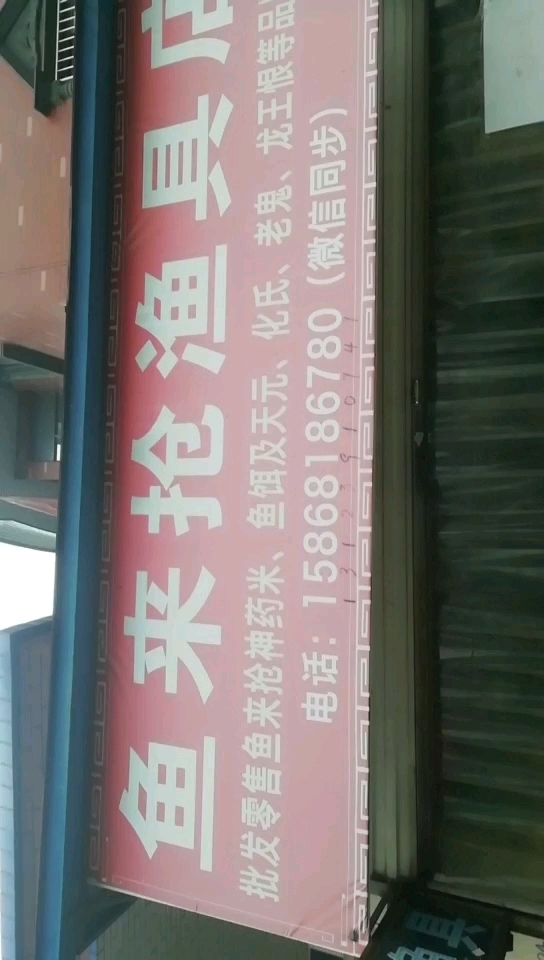 鱼来抢渔具店
批发零售鱼来抢神药米、鱼饵及天元、化氏、老鬼、龙王恨等品
电话：15868186780（微信同步）